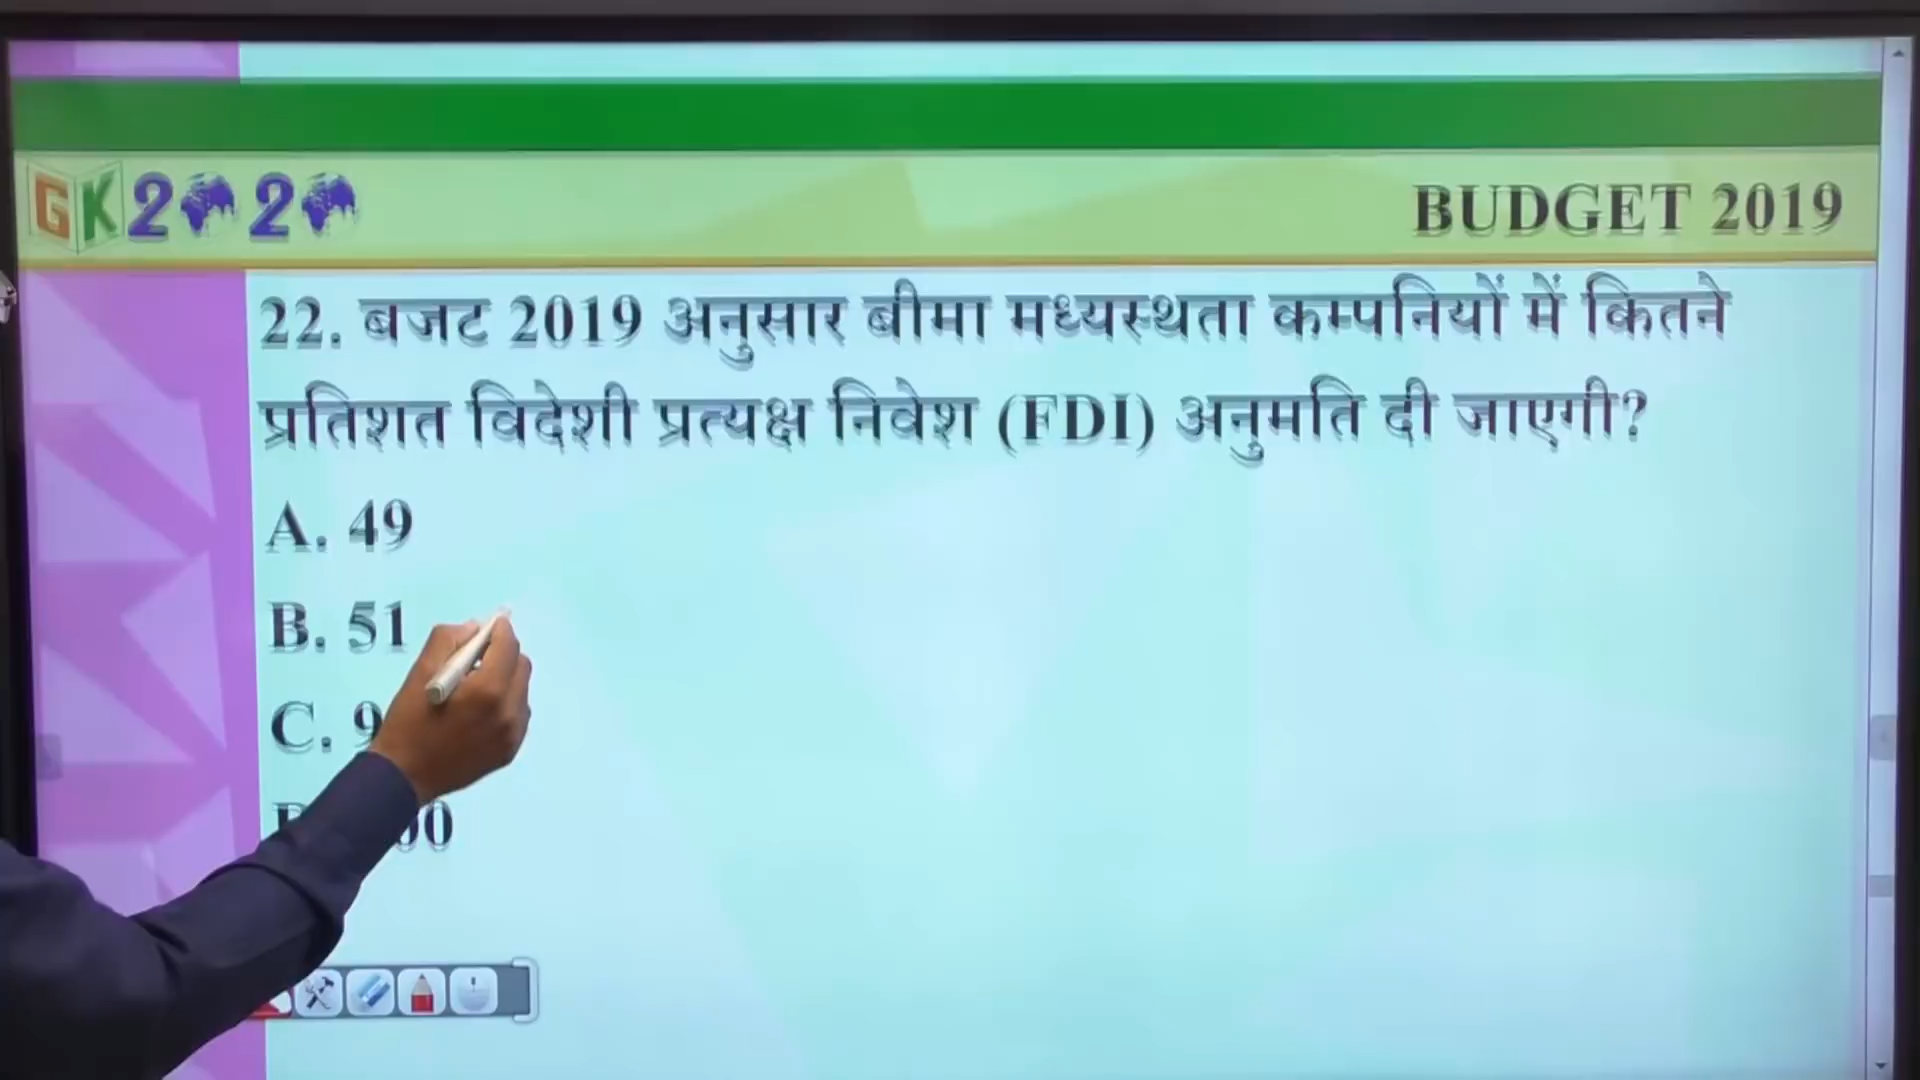 GK2020
BUDGET 2019
22. बजट 2019 अनुसार बीमा मध्यस्थता कम्पनियों में कितने
प्रतिशत विदेशी प्रत्यक्ष निवेश (FDI) अनुमति दी जाएगी?
A. 49
B. 51
C.